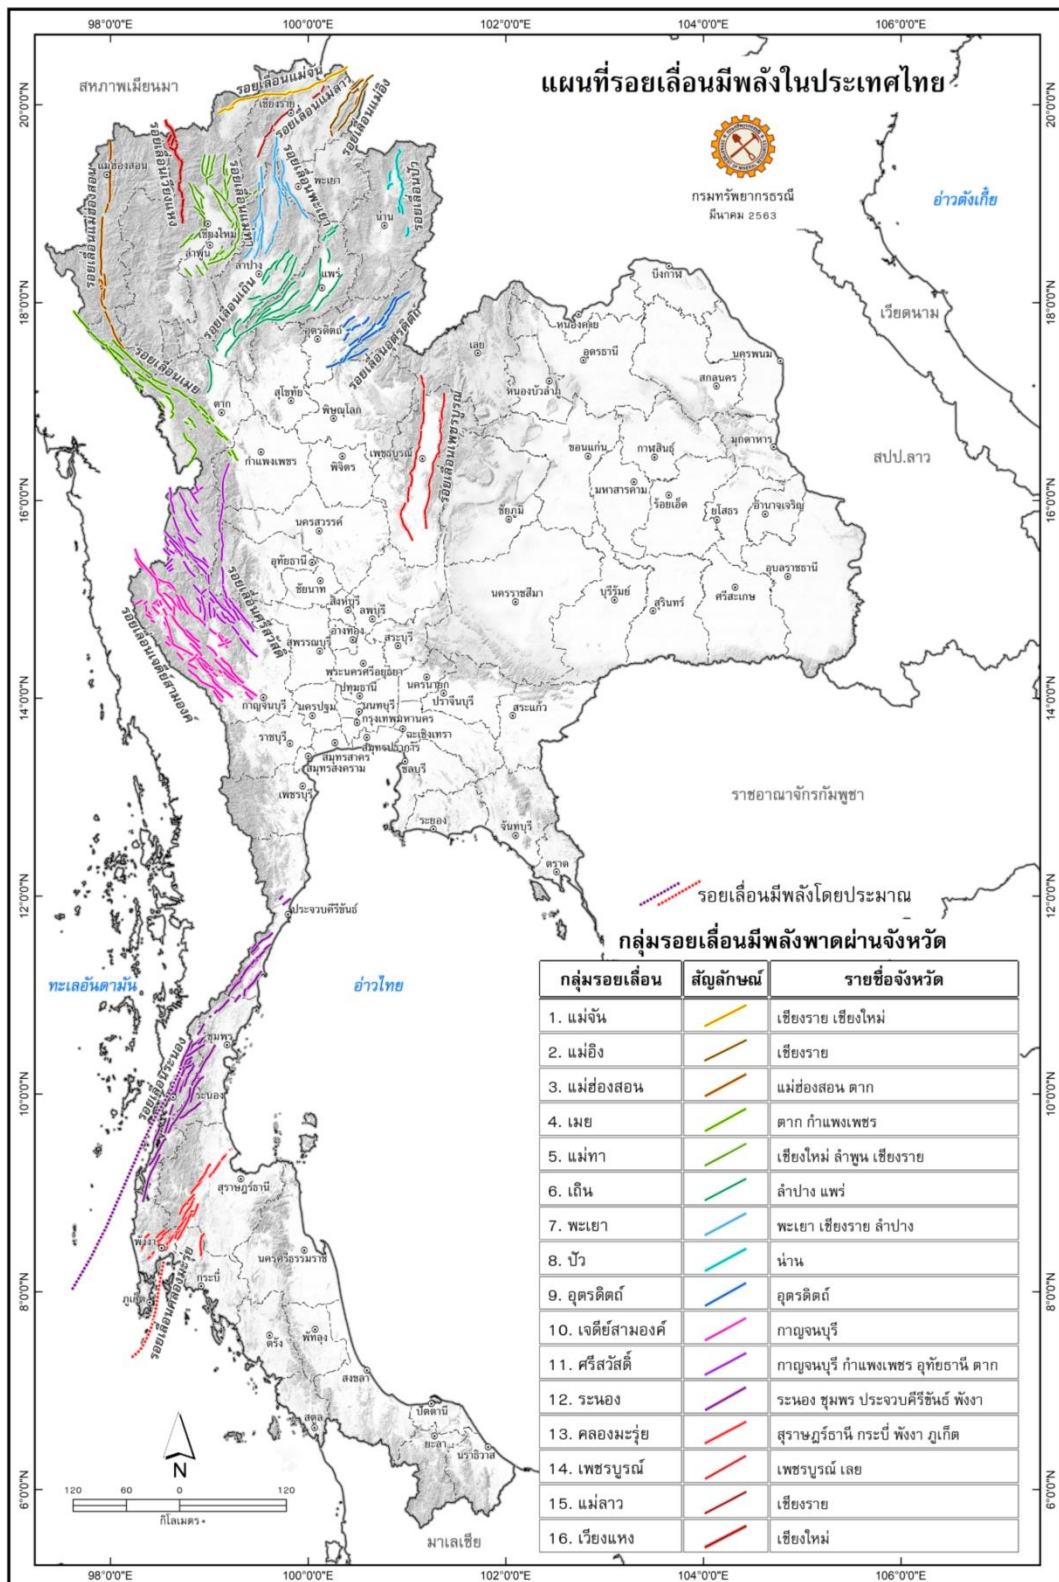 98°0'0"E
100°0'0"E
102°0'0"E
104°0'0"E
106°0'0"E
แผนที่รอยเลื่อนมีพลังในประเทศไทย
กรมทรัพยากรธรณี
มีนาคม 2563
สหภาพเมียนมา
อ่าวตังเกี๋ย
เวียดนาม
สปป.ลาว
ราชอาณาจักรกัมพูชา
ทะเลอันดามัน
อ่าวไทย
มาเลเซีย
20°0'0"N
18°0'0"N
16°0'0"N
14°0'0"N
12°0'0"N
10°0'0"N
8°0'0"N
6°0'0"N
20°0'0"N
18°0'0"N
16°0'0"N
14°0'0"N
12°0'0"N
10°0'0"N
8°0'0"N
6°0'0"N
รอยเลื่อนแม่จัน
รอยเลื่อนแม่ลาว
รอยเลื่อนแม่อิง
รอยเลื่อนเวียงแหง
รอยเลื่อนแม่ฮ่องสอน
รอยเลื่อนแม่ทา
รอยเลื่อนพะเยา
รอยเลื่อนปัว
รอยเลื่อนเถิน
รอยเลื่อนอุตรดิตถ์
รอยเลื่อนเมย
รอยเลื่อนเพชรบูรณ์
รอยเลื่อนศรีสวัสดิ์
รอยเลื่อนเจดีย์สามองค์
รอยเลื่อนระนอง
รอยเลื่อนคลองมะรุ่ย
เชียงราย
แม่ฮ่องสอน
พะเยา
น่าน
เชียงใหม่
ลำพูน
ลำปาง
แพร่
อุตรดิตถ์
บึงกาฬ
หนองคาย
เลย
อุดรธานี
นครพนม
หนองบัวลำภู
สกลนคร
สุโขทัย
ตาก
พิษณุโลก
มุกดาหาร
กำแพงเพชร
พิจิตร
เพชรบูรณ์
ขอนแก่น
กาฬสินธุ์
มหาสารคาม
ร้อยเอ็ด
ชัยภูมิ
ยโสธร
อำนาจเจริญ
นครสวรรค์
อุทัยธานี
ชัยนาท
อุบลราชธานี
สิงห์บุรี
ลพบุรี
นครราชสีมา
บุรีรัมย์
สุรินทร์
ศรีสะเกษ
อ่างทอง
สุพรรณบุรี
สระบุรี
พระนครศรีอยุธยา
นครนายก
ปทุมธานี
ปราจีนบุรี
กาญจนบุรี
นครปฐม
นนทบุรี
สระแก้ว
กรุงเทพมหานคร
ฉะเชิงเทรา
ราชบุรี
สมุทรปราการ
สมุทรสาคร
สมุทรสงคราม
ชลบุรี
เพชรบุรี
ระยอง
จันทบุรี
ตราด
ประจวบคีรีขันธ์
ชุมพร
ระนอง
สุราษฎร์ธานี
พังงา
นครศรีธรรมราช
กระบี่
ภูเก็ต
ตรัง
พัทลุง
สงขลา
สตูล
ปัตตานี
ยะลา
นราธิวาส
รอยเลื่อนมีพลังโดยประมาณ
กลุ่มรอยเลื่อนมีพลังพาดผ่านจังหวัด
กลุ่มรอยเลื่อน สัญลักษณ์ รายชื่อจังหวัด
1. แม่จัน เชียงราย เชียงใหม่
2. แม่อิง เชียงราย
3. แม่ฮ่องสอน แม่ฮ่องสอน ตาก
4. เมย ตาก กำแพงเพชร
5. แม่ทา เชียงใหม่ ลำพูน เชียงราย
6. เถิน ลำปาง แพร่
7. พะเยา พะเยา เชียงราย ลำปาง
8. ปัว น่าน
9. อุตรดิตถ์ อุตรดิตถ์
10. เจดีย์สามองค์ กาญจนบุรี
11. ศรีสวัสดิ์ กาญจนบุรี กำแพงเพชร อุทัยธานี ตาก
12. ระนอง ระนอง ชุมพร ประจวบคีรีขันธ์ พังงา
13. คลองมะรุ่ย สุราษฎร์ธานี กระบี่ พังงา ภูเก็ต
14. เพชรบูรณ์ เพชรบูรณ์ เลย
15. แม่ลาว เชียงราย
16. เวียงแหง เชียงใหม่
N
120 60 0 120
กิโลเมตร
98°0'0"E
100°0'0"E
102°0'0"E
104°0'0"E
106°0'0"E